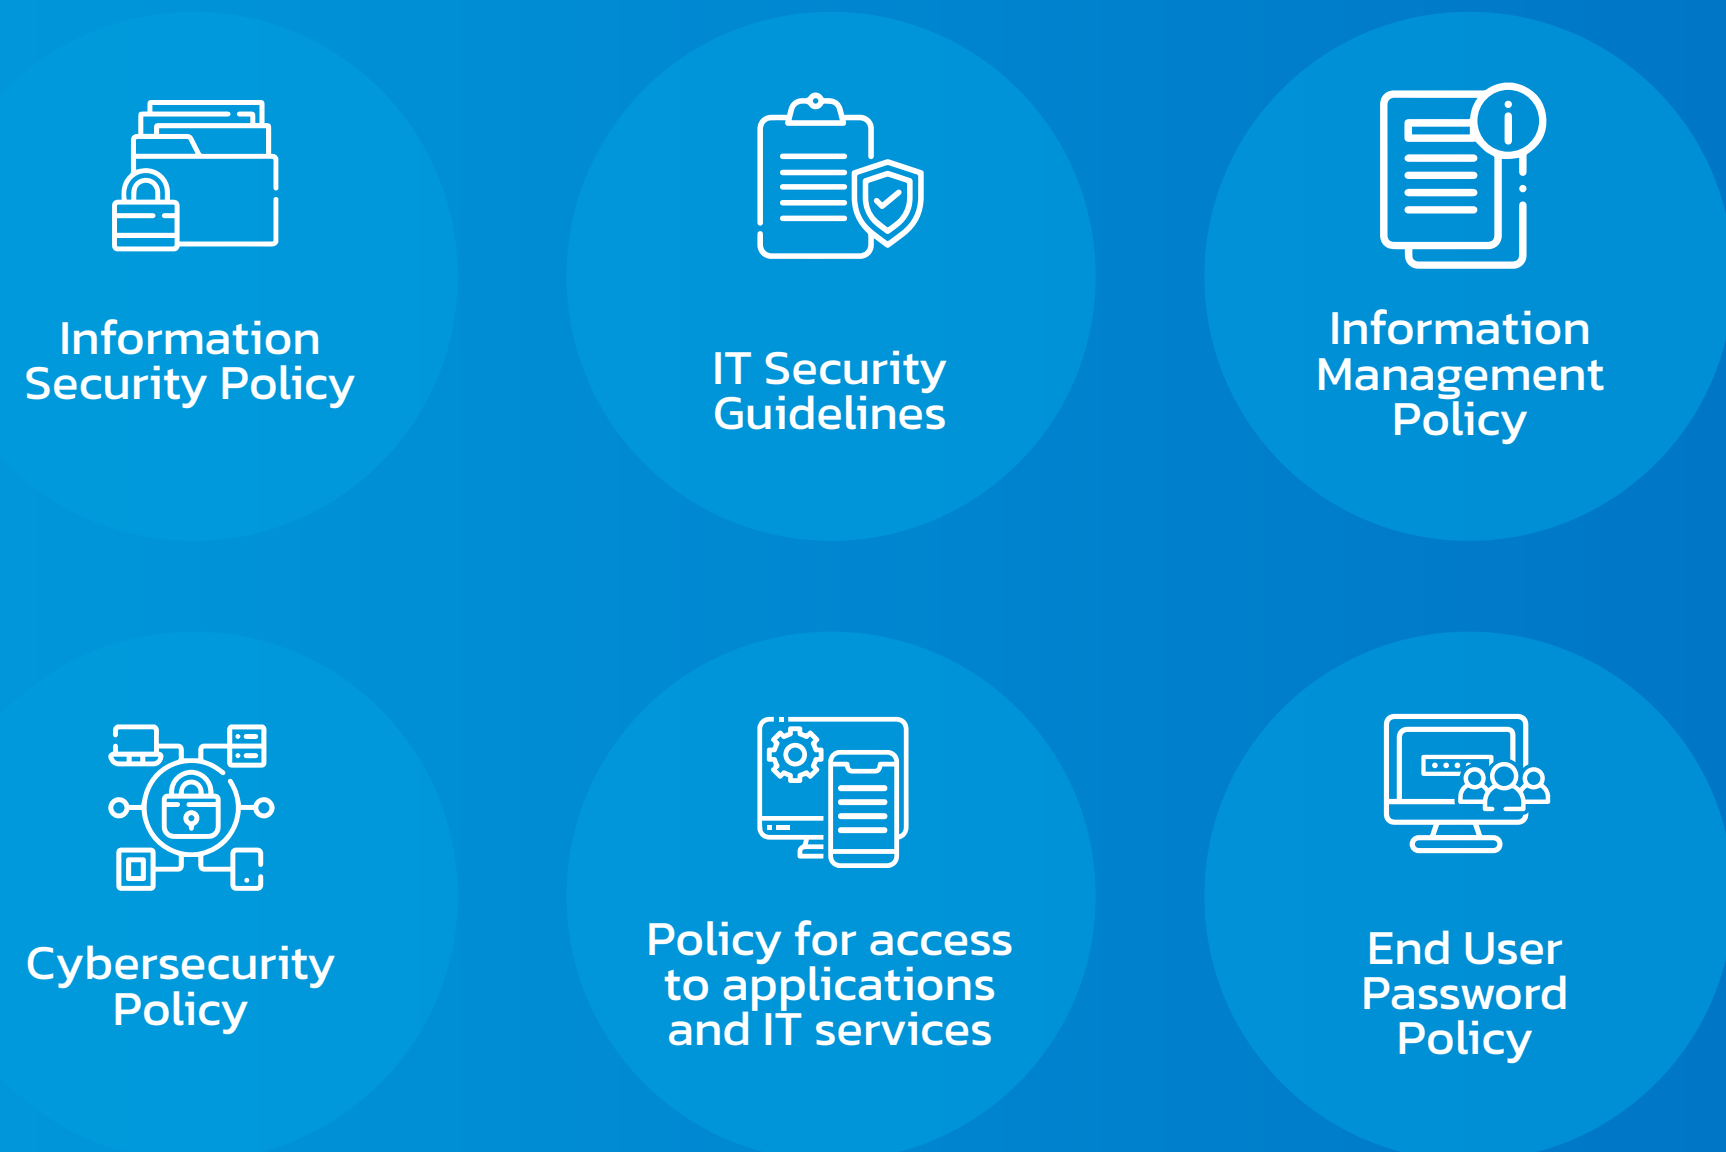 Information
Security Policy
IT Security
Guidelines
Information
Management
Policy
Cybersecurity
Policy
Policy for access
to applications
and IT services
End User
Password
Policy